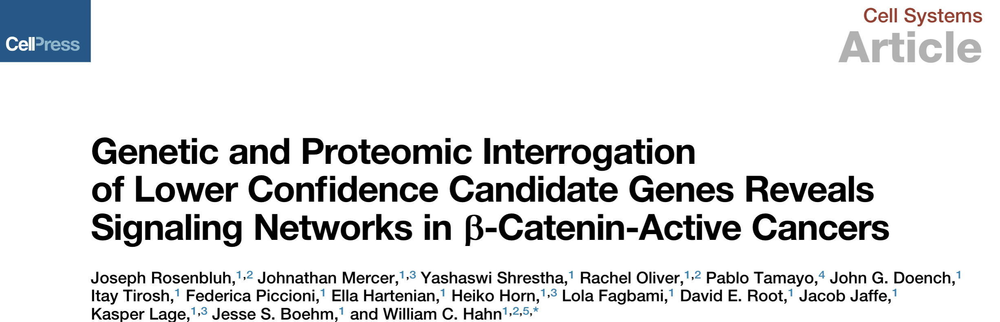 CellPress
Cell Systems
Article
Genetic and Proteomic Interrogation
of Lower Confidence Candidate Genes Reveals
Signaling Networks in β-Catenin-Active Cancers
Joseph Rosenbluh,1,2 Johnathan Mercer,1,3 Yashaswi Shrestha,1 Rachel Oliver,1,2 Pablo Tamayo,4 John G. Doench,1
Itay Tirosh,1 Federica Piccioni,1 Ella Hartenian,1 Heiko Horn,1,3 Lola Fagbami,1 David E. Root,1 Jacob Jaffe,1
Kasper Lage,1,3 Jesse S. Boehm,1 and William C. Hahn1,2,5,*